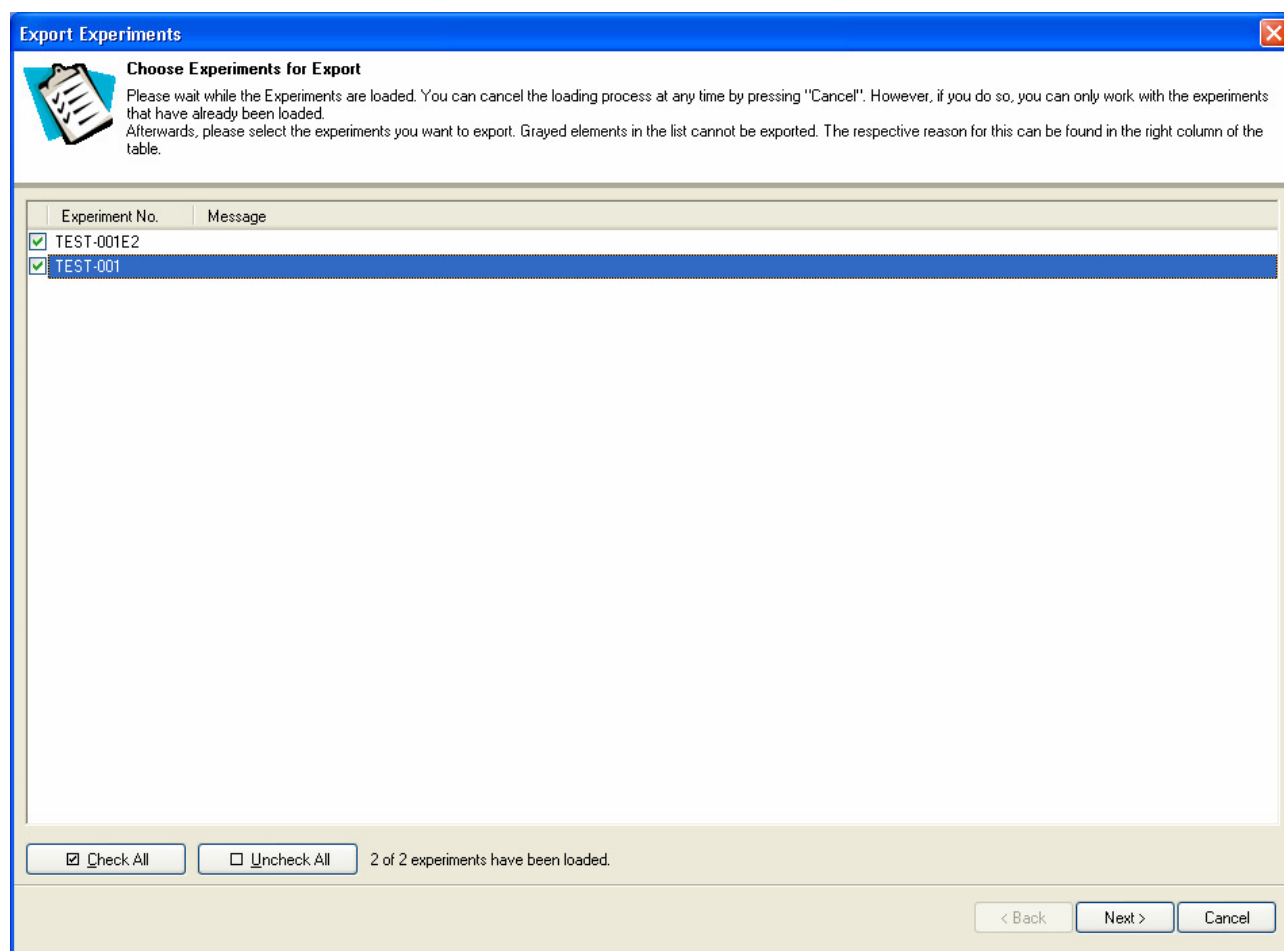 Export Experiments
Choose Experiments for Export
Please wait while the Experiments are loaded. You can cancel the loading process at any time by pressing "Cancel". However, if you do so, you can only work with the experiments
that have already been loaded.
Afterwards, please select the experiments you want to export. Grayed elements in the list cannot be exported. The respective reason for this can be found in the right column of the
table.
Experiment No. Message
TEST-001E2
TEST-001
Check All Uncheck All 2 of 2 experiments have been loaded.
< Back Next > Cancel